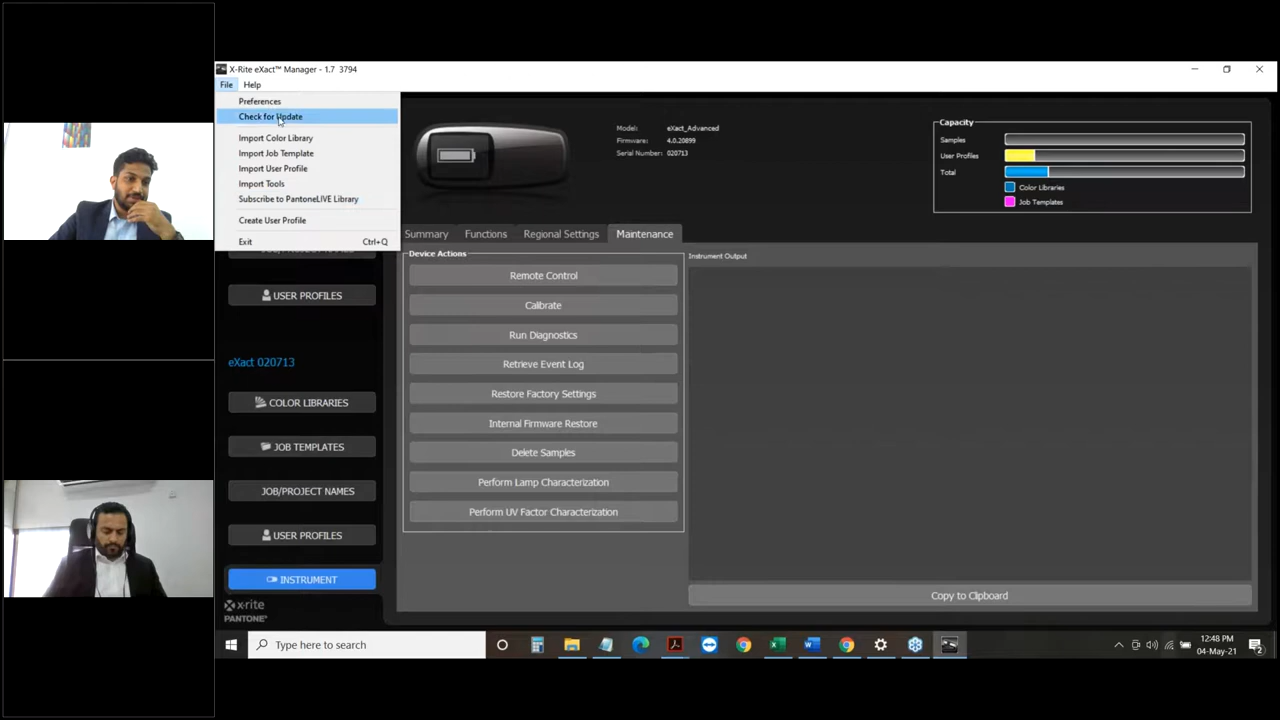 X-Rite eXact™ Manager - 1.7 3794
File Help
Preferences
Check for Update
Import Color Library
Import Job Template
Import User Profile
Import Tools
Subscribe to PantoneLIVE Library
Create User Profile
Exit Ctrl+Q
Model: eXact_Advanced
Firmware: 4.0.20899
Serial Number: 020713
Capacity
Samples
User Profiles
Total
Color Libraries
Job Templates
USER PROFILES
eXact 020713
COLOR LIBRARIES
JOB TEMPLATES
JOB/PROJECT NAMES
USER PROFILES
INSTRUMENT
x-rite
PANTONE®
Summary Functions Regional Settings Maintenance
Device Actions
Remote Control
Calibrate
Run Diagnostics
Retrieve Event Log
Restore Factory Settings
Internal Firmware Restore
Delete Samples
Perform Lamp Characterization
Perform UV Factor Characterization
Instrument Output
Copy to Clipboard
Type here to search
12:48 PM
04-May-21
2